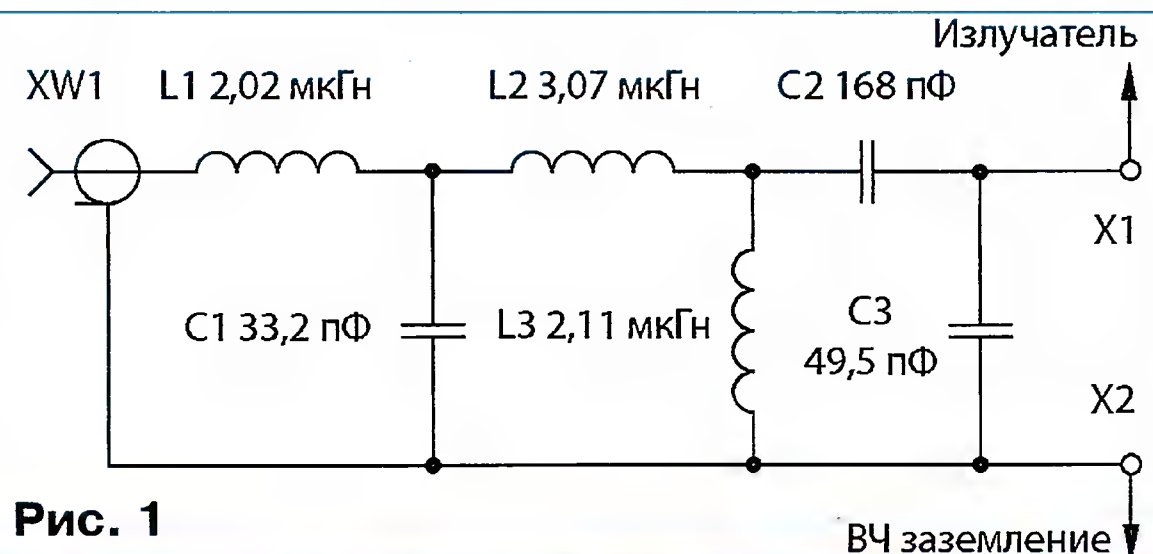 Излучатель
XW1
L1 2,02 мкГн
L2 3,07 мкГн
C2 168 пФ
X1
C1 33,2 пФ
L3 2,11 мкГн
C3
49,5 пФ
X2
Рис. 1
ВЧ заземление